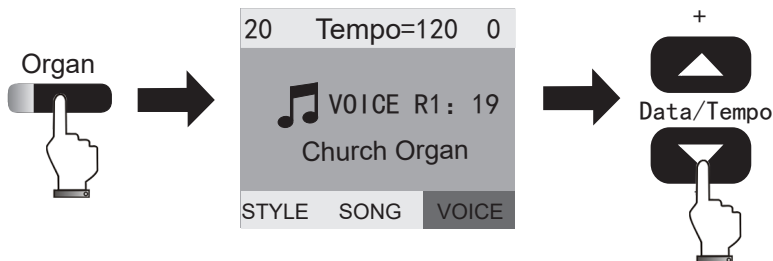 Organ
20 Tempo=120 0
VOICE R1: 19
Church Organ
STYLE SONG VOICE
+
Data/Tempo